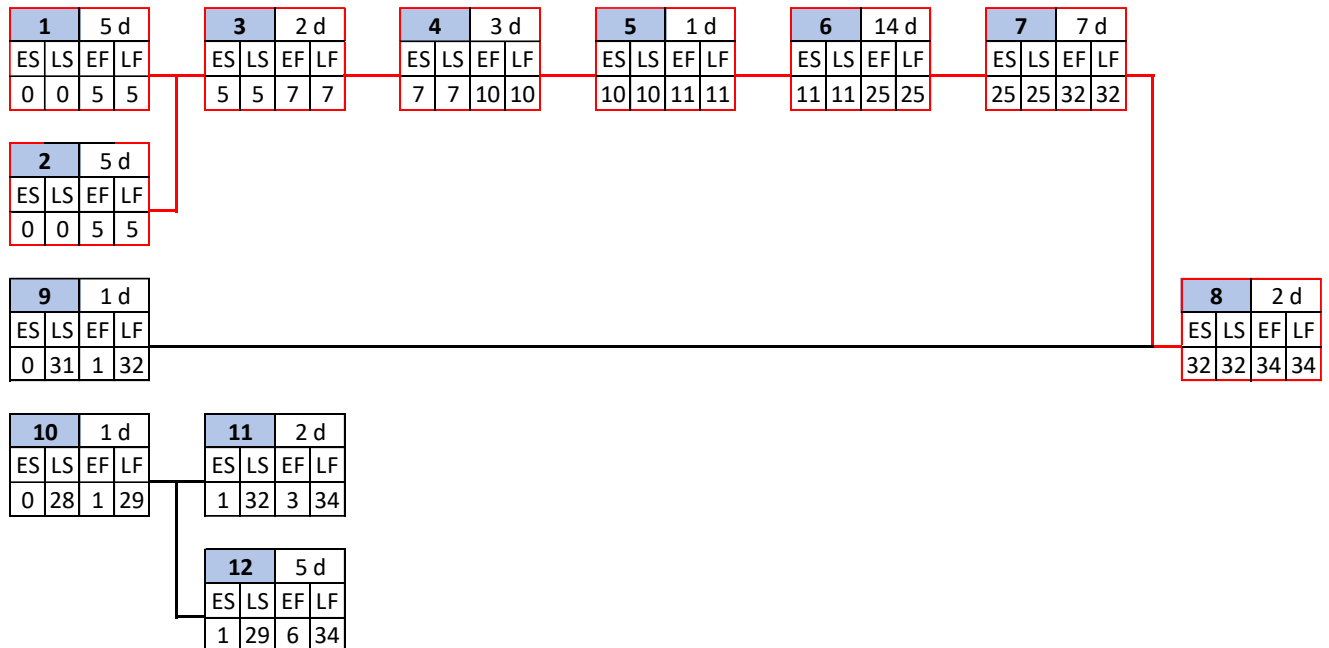 1 5 d 3 2 d 4 3 d 5 1 d 6 14 d 7 7 d
ES LS EF LF ES LS EF LF ES LS EF LF ES LS EF LF ES LS EF LF ES LS EF LF
0 0 5 5 5 5 7 7 7 7 10 10 10 10 11 11 11 11 25 25 25 25 32 32
2 5 d
ES LS EF LF
0 0 5 5
9 1 d 8 2 d
ES LS EF LF ES LS EF LF
0 31 1 32 32 32 34 34
10 1 d 11 2 d
ES LS EF LF ES LS EF LF
0 28 1 29 1 32 3 34
12 5 d
ES LS EF LF
1 29 6 34